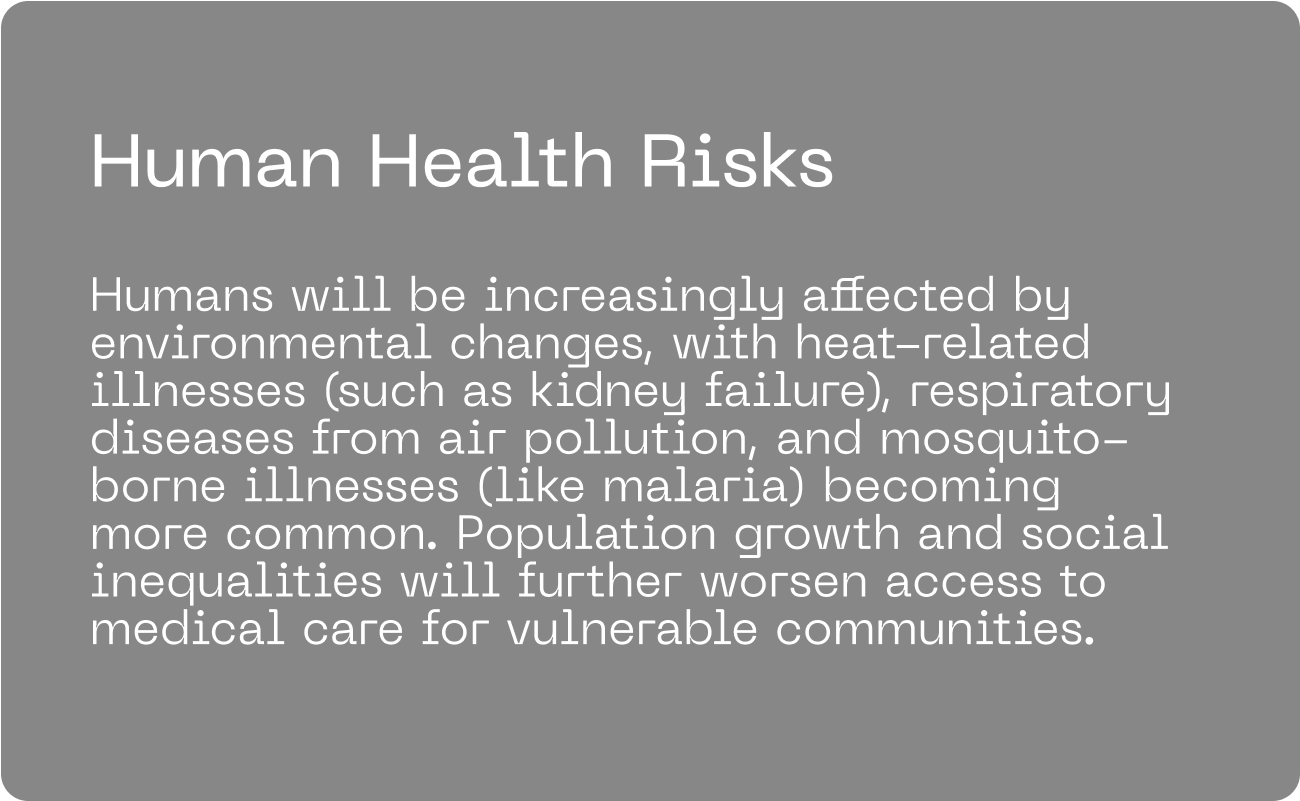 Human Health Risks
Humans will be increasingly affected by
environmental changes, with heat-related
illnesses (such as kidney failure), respiratory
diseases from air pollution, and mosquito-
borne illnesses (like malaria) becoming
more common. Population growth and social
inequalities will further worsen access to
medical care for vulnerable communities.